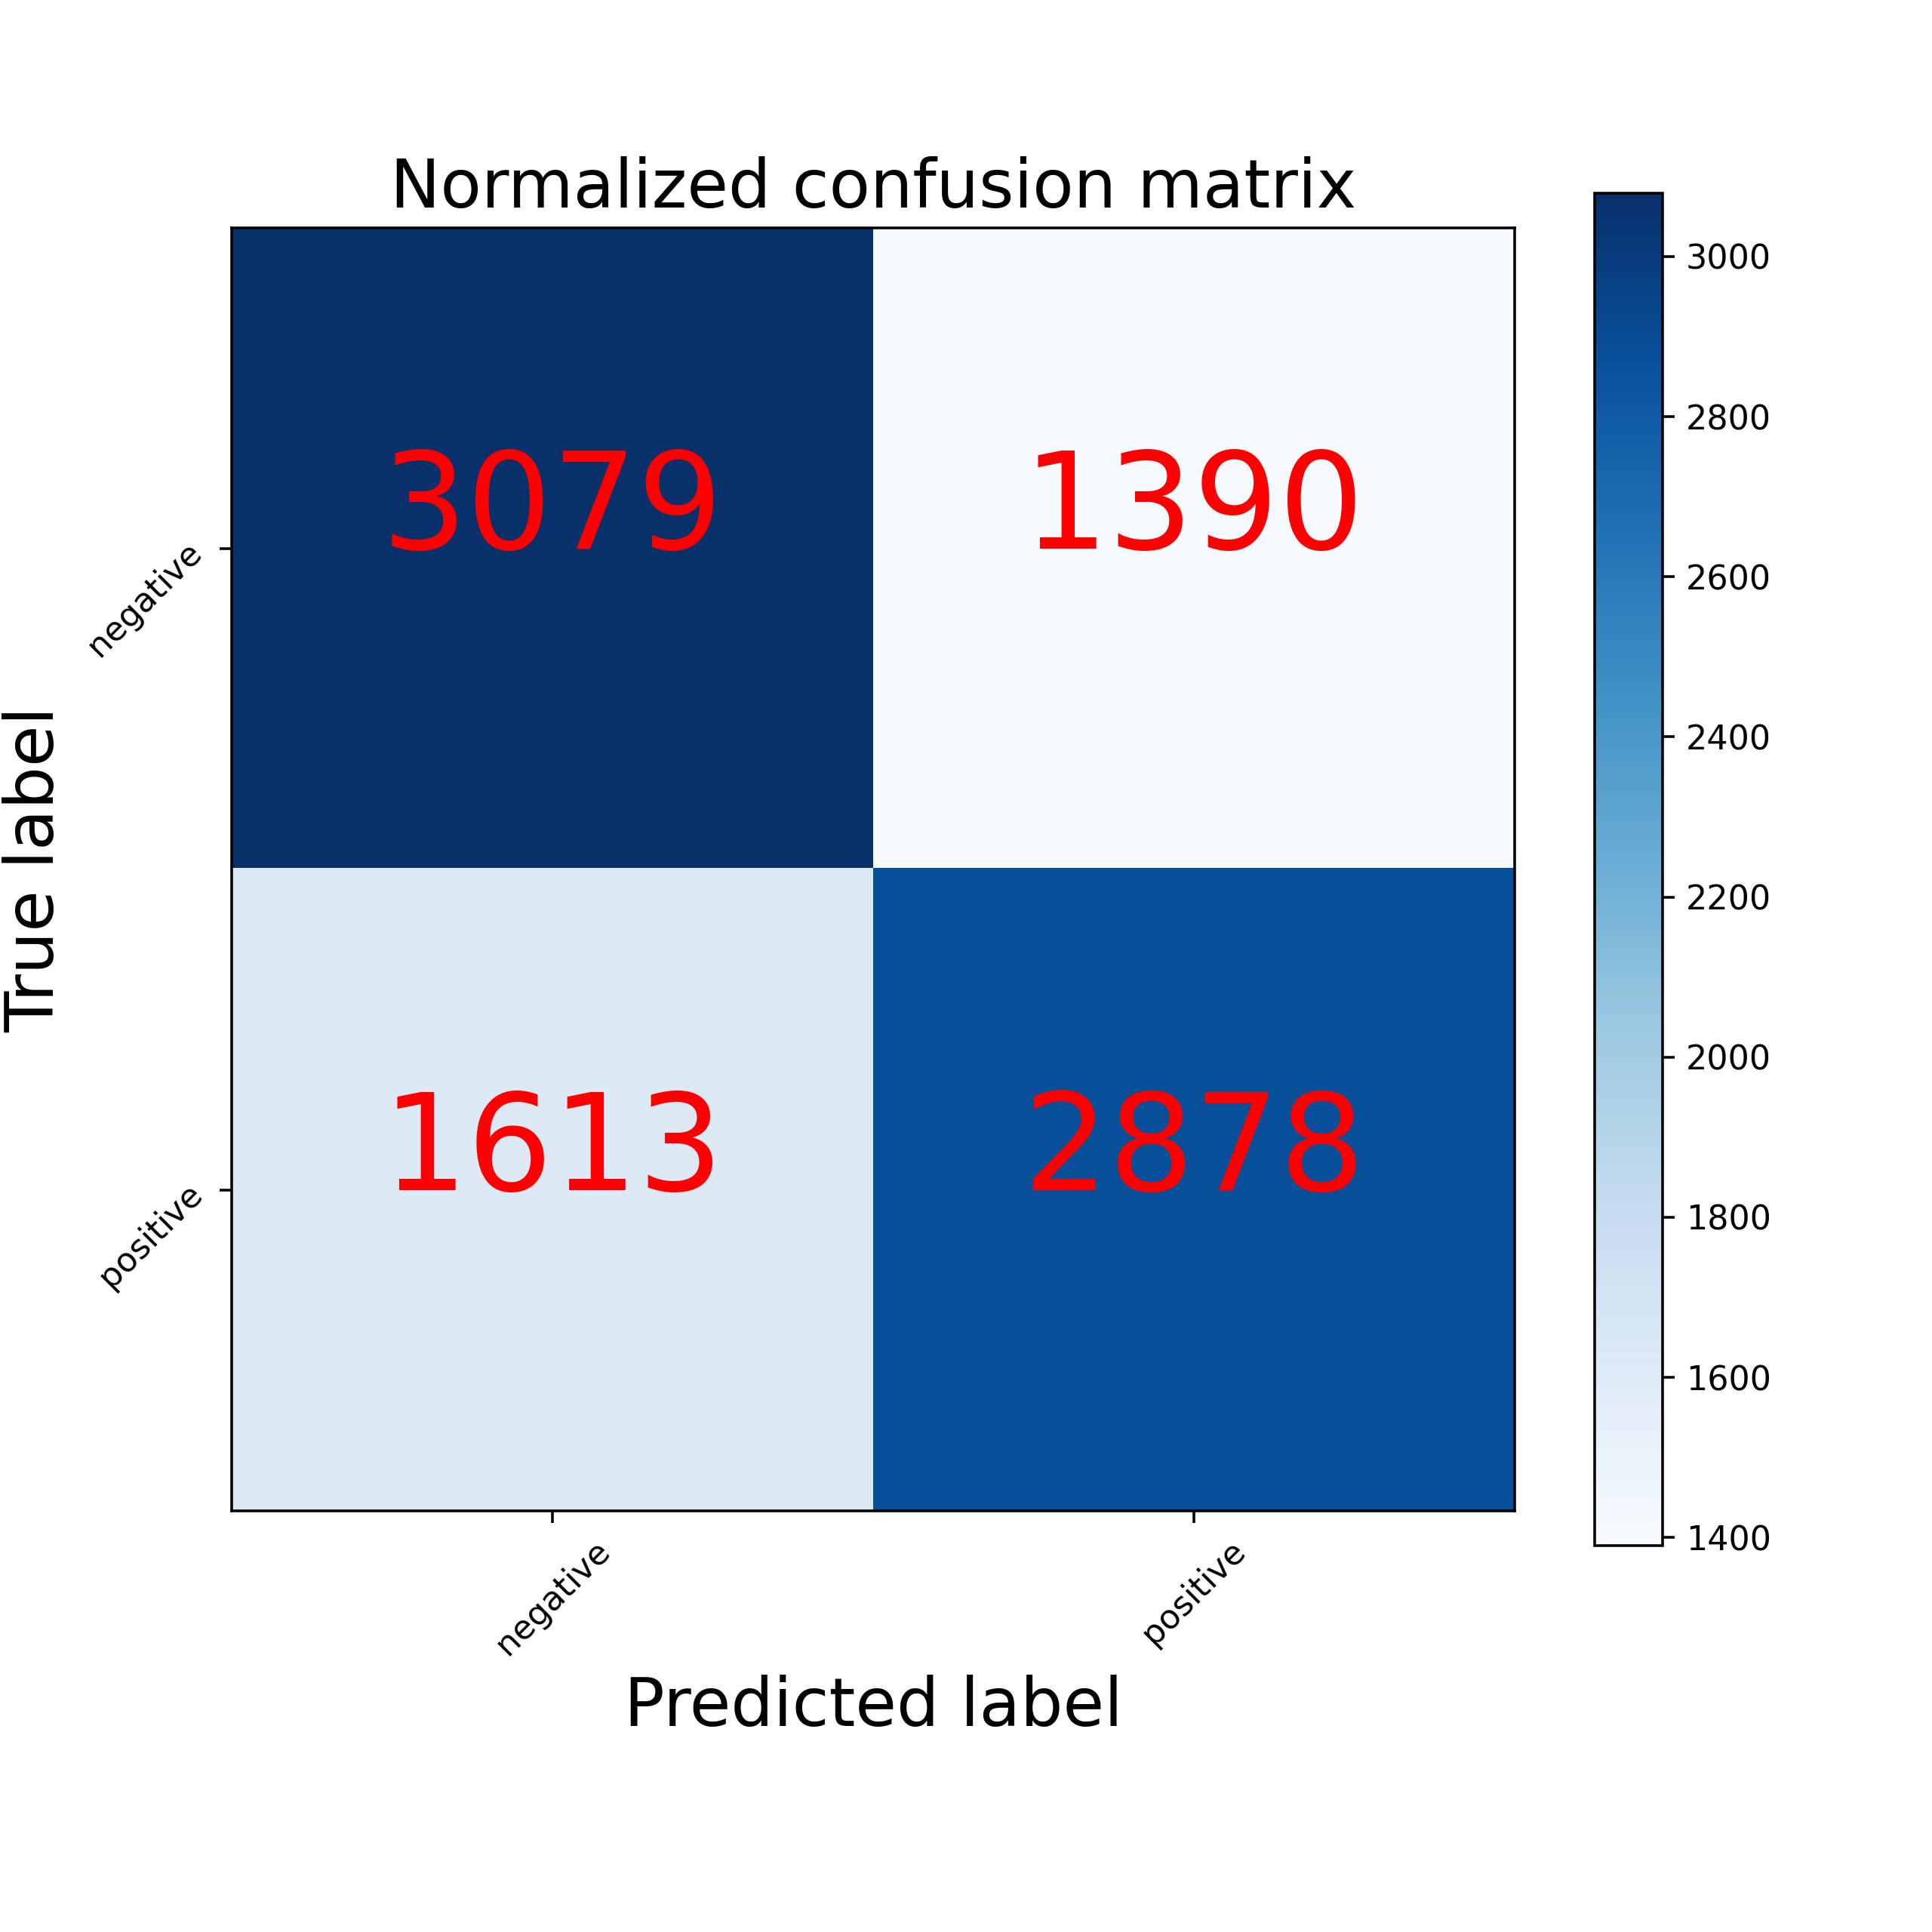 Normalized confusion matrix
True label
negative
3079 1390
positive
1613 2878
negative positive
Predicted label
3000
2800
2600
2400
2200
2000
1800
1600
1400